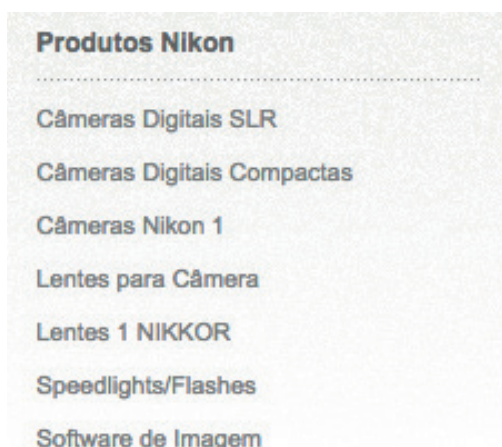 Produtos Nikon
Câmeras Digitais SLR
Câmeras Digitais Compactas
Câmeras Nikon 1
Lentes para Câmera
Lentes 1 NIKKOR
Speedlights/Flashes
Software de Imagem